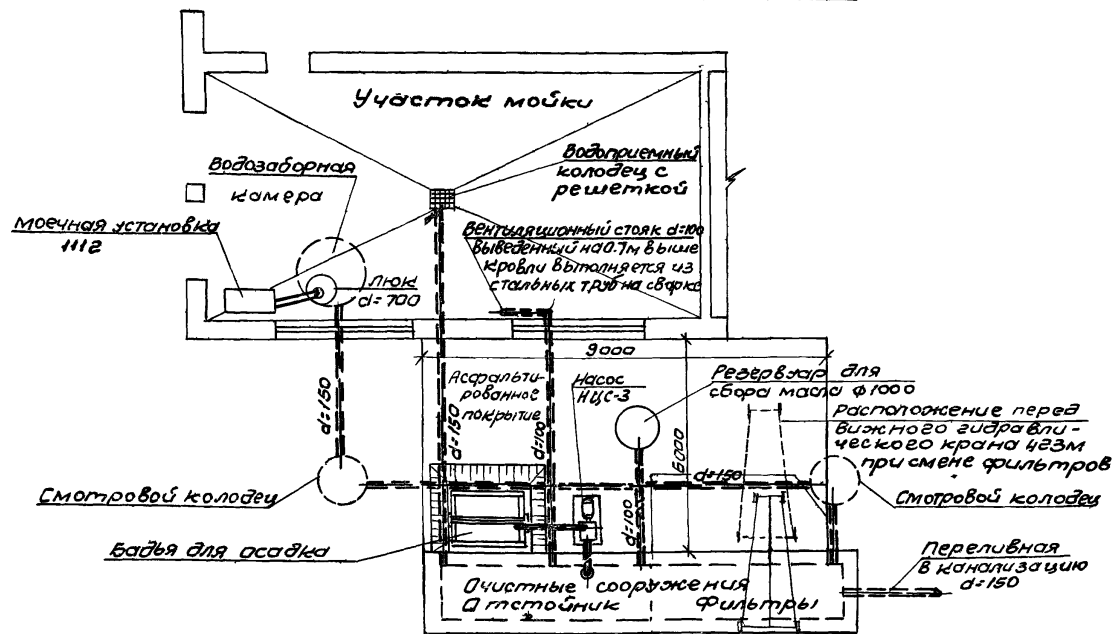 Участок мойки
Водозаборная
камера
Водоприемный
колодец с
решеткой
Моечная установка
1112
Вентиляционный стояк d=100
выведенный на 0.7м выше
кровли выполняется из
стальных труб на сварке
Люк
d=700
9000
Асфальти-
рованное
покрытие
Насос
НЦС-3
Резервуар для
сбора масла ф1000
Расположение перед
вижного гидравли-
ческого крана 423м
при смене фильтров
d=150
d=150
d=100
6000
d=150
d=100
Смотровой колодец
Смотровой колодец
Бадья для осадка
Переливная
в канализацию
d=150
Очистные сооружения
Отстойник Фильтры